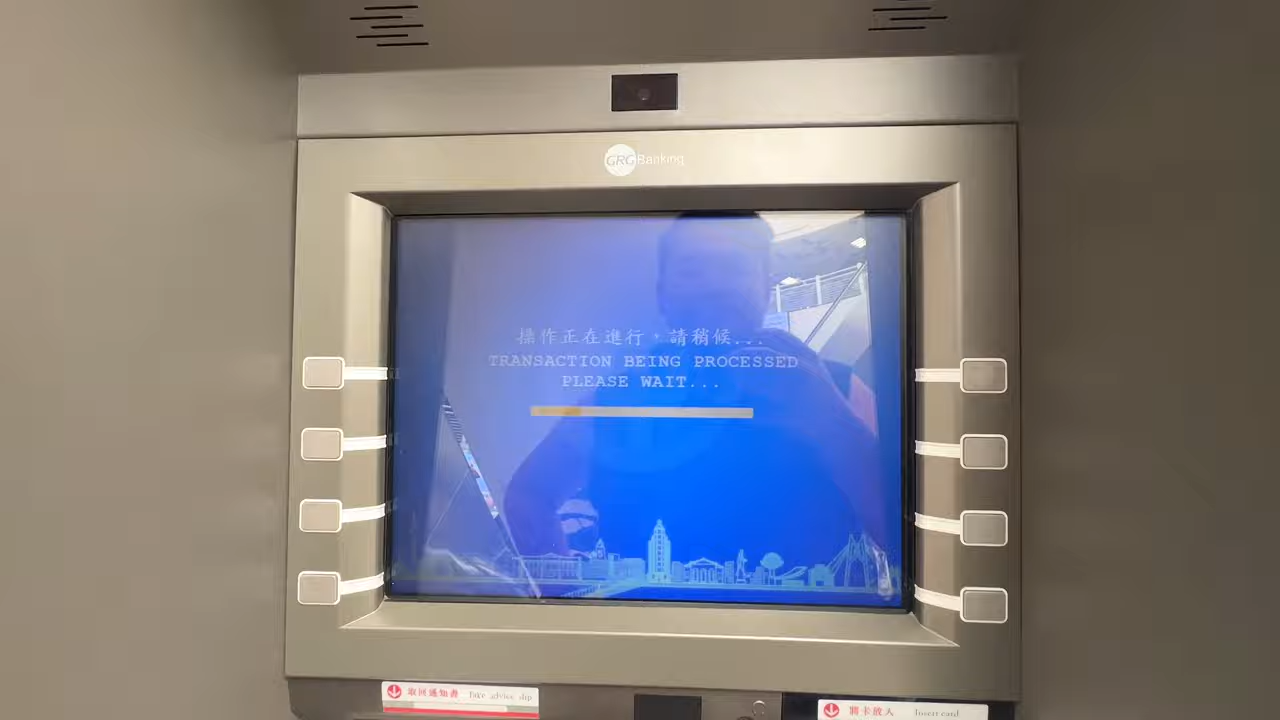 GRG Banking
操作正在進行，請稍候...
TRANSACTION BEING PROCESSED
PLEASE WAIT...
取回通知書 Take advice slip
將卡放入 Insert card